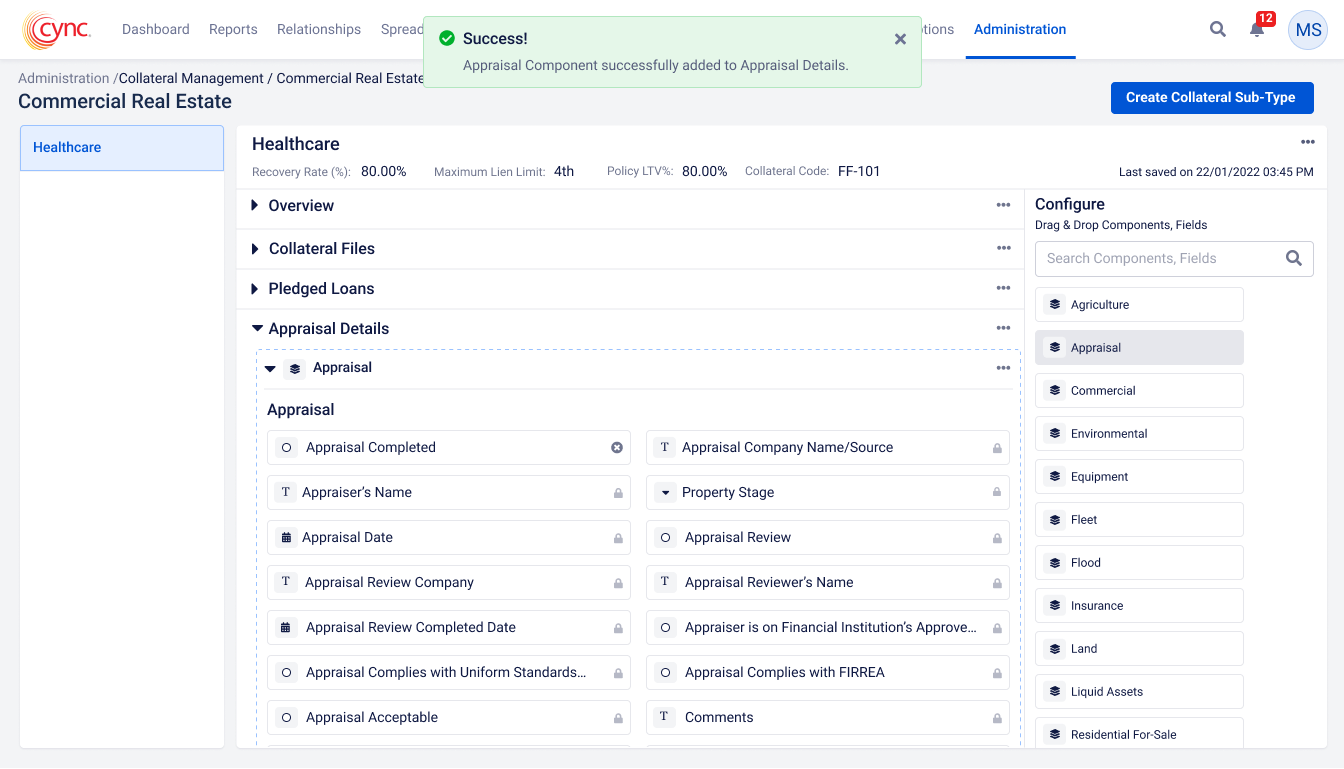 cync
Dashboard
Reports
Relationships
Spread
tions
Administration
12
MS
Success!
Appraisal Component successfully added to Appraisal Details.
Administration /Collateral Management / Commercial Real Estate
Commercial Real Estate
Create Collateral Sub-Type
Healthcare
Healthcare
Recovery Rate (%): 80.00%
Maximum Lien Limit: 4th
Policy LTV%: 80.00%
Collateral Code: FF-101
Last saved on 22/01/2022 03:45 PM
Overview
Collateral Files
Pledged Loans
Appraisal Details
Appraisal
Appraisal
Appraisal Completed
T Appraisal Company Name/Source
T Appraiser’s Name
Property Stage
Appraisal Date
Appraisal Review
T Appraisal Review Company
T Appraisal Reviewer’s Name
Appraisal Review Completed Date
Appraiser is on Financial Institution’s Approve...
Appraisal Complies with Uniform Standards...
Appraisal Complies with FIRREA
Appraisal Acceptable
T Comments
Configure
Drag & Drop Components, Fields
Search Components, Fields
Agriculture
Appraisal
Commercial
Environmental
Equipment
Fleet
Flood
Insurance
Land
Liquid Assets
Residential For-Sale